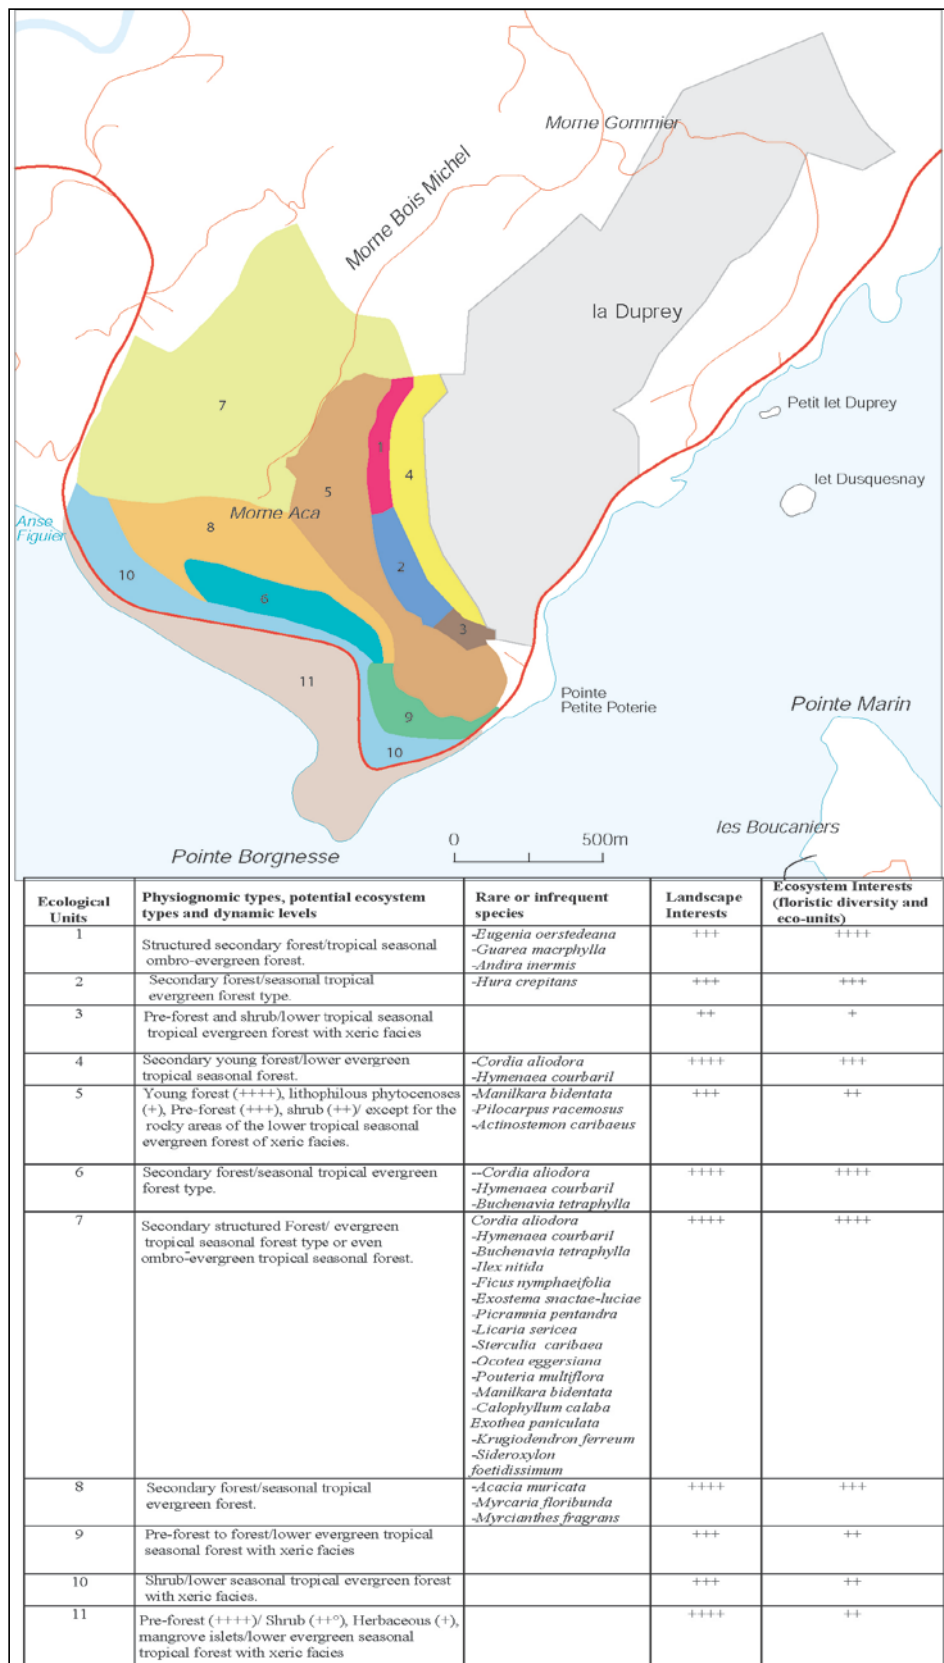 Morne Gommier
Morne Bois Michel
la Duprey
Petit let Duprey
let Dusquesnay
7
1
4
5
Anse
Figuier
Morne Aca
8
10
2
6
3
11
9
10
Pointe
Petite Poterie
Pointe Marin
les Boucaniers
Pointe Borgnesse
0 500m
Ecological
Units
Physiognomic types, potential ecosystem
types and dynamic levels
Rare or infrequent
species
Landscape
Interests
Ecosystem Interests
(floristic diversity and
eco-units)
1
Structured secondary forest/tropical seasonal
ombro-evergreen forest.
-Eugenia oerstedeana
-Guarea macrphylla
-Andira inermis
+++
++++
2
Secondary forest/seasonal tropical
evergreen forest type.
-Hura crepitans
+++
+++
3
Pre-forest and shrub/lower tropical seasonal
tropical evergreen forest with xeric facies
++
+
4
Secondary young forest/lower evergreen
tropical seasonal forest.
-Cordia aliodora
-Hymenaea courbaril
++++
+++
5
Young forest (++++), lithophilous phytocenoses
(+), Pre-forest (+++), shrub (++)/ except for the
rocky areas of the lower tropical seasonal
evergreen forest of xeric facies.
-Manilkara bidentata
-Pilocarpus racemosus
-Actinostemon caribaeus
+++
++
6
Secondary forest/seasonal tropical evergreen
forest type.
--Cordia aliodora
-Hymenaea courbaril
-Buchenavia tetraphylla
++++
++++
7
Secondary structured Forest/ evergreen
tropical seasonal forest type or even
ombro-evergreen tropical seasonal forest.
Cordia aliodora
-Hymenaea courbaril
-Buchenavia tetraphylla
-Ilex nitida
-Ficus nymphaeifolia
-Exostema snactae-luciae
-Picramnia pentandra
-Licaria sericea
-Sterculia caribaea
-Ocotea eggersiana
-Pouteria multiflora
-Manilkara bidentata
-Calophyllum calaba
Exothea paniculata
-Krugiodendron ferreum
-Sideroxylon
foetidissimum
++++
++++
8
Secondary forest/seasonal tropical
evergreen forest.
-Acacia muricata
-Myrcaria floribunda
-Myrcianthes fragrans
++++
+++
9
Pre-forest to forest/lower evergreen tropical
seasonal forest with xeric facies
+++
++
10
Shrub/lower seasonal tropical evergreen forest
with xeric facies.
+++
++
11
Pre-forest (++++)/ Shrub (++°), Herbaceous (+),
mangrove islets/lower evergreen seasonal
tropical forest with xeric facies
++++
++